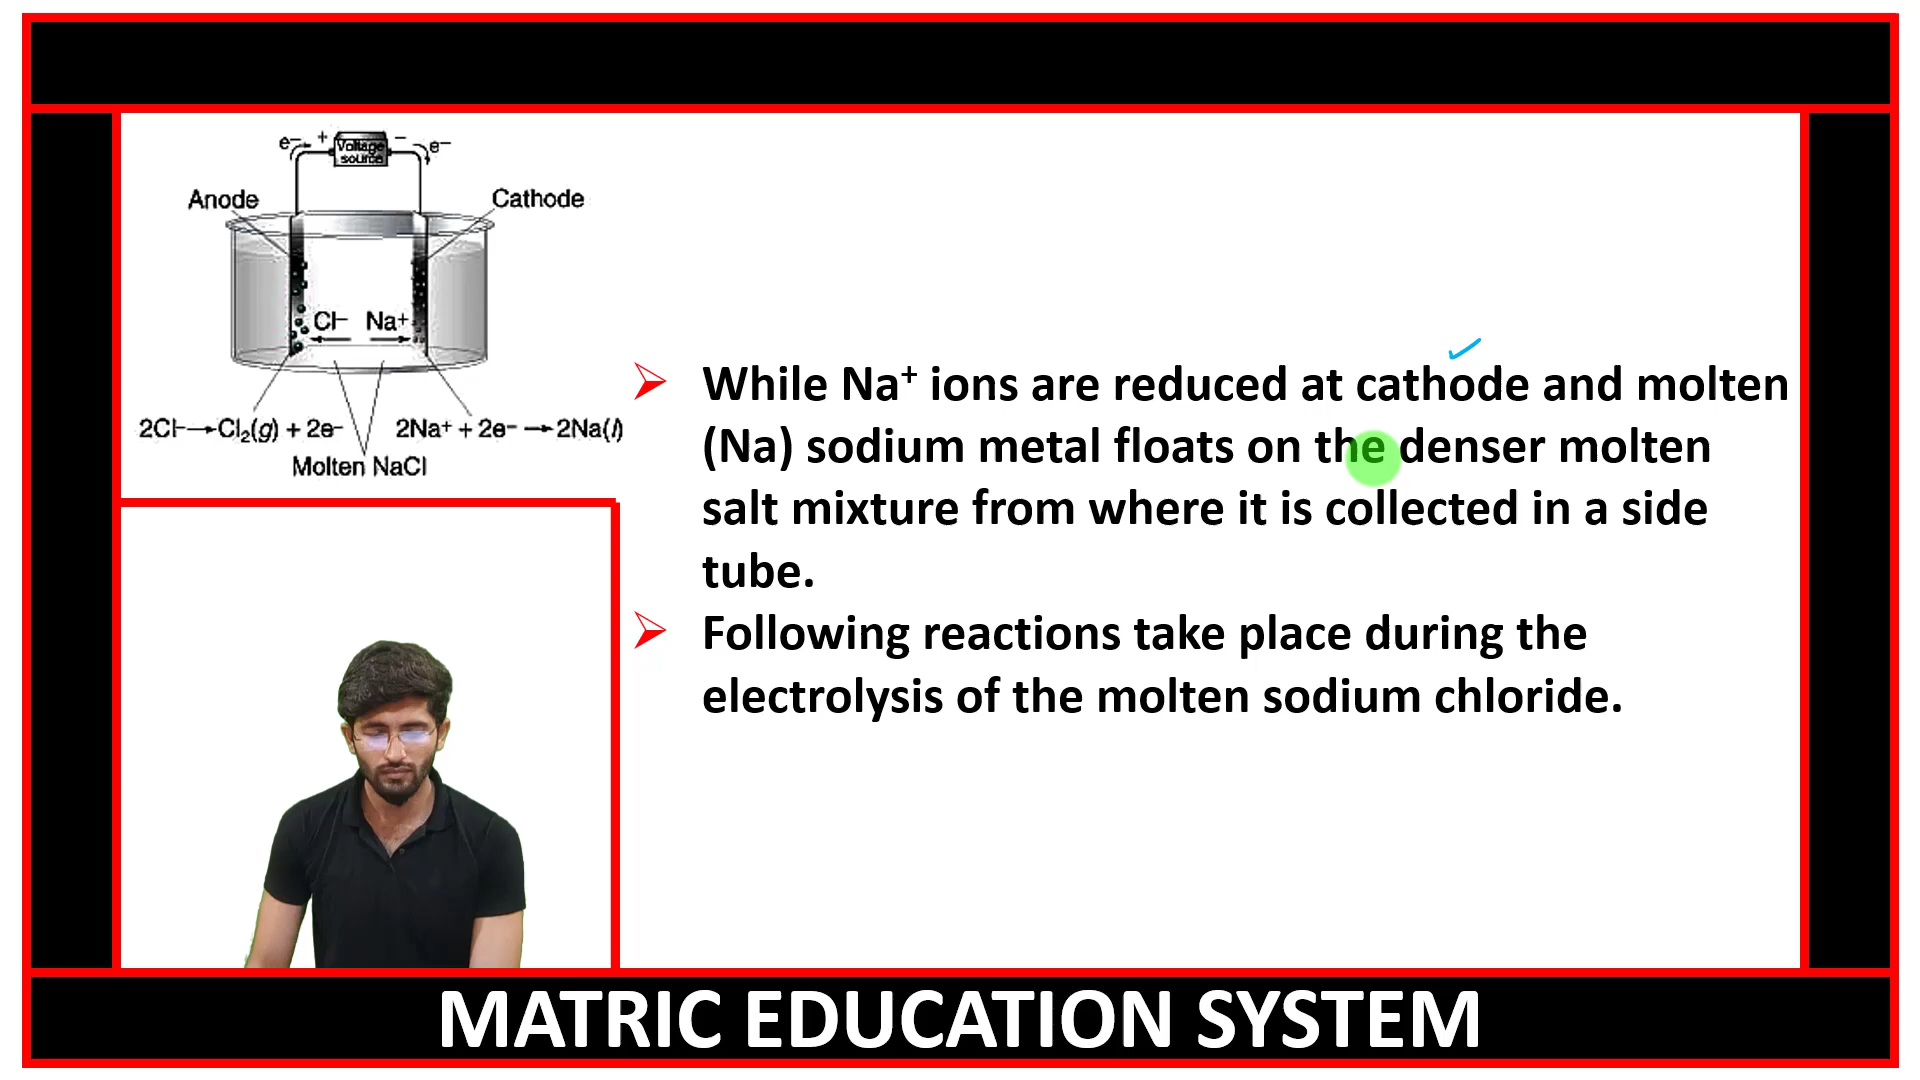 e⁻ + Voltage source − e⁻
Anode
Cathode
Cl⁻ Na⁺
2Cl⁻→Cl₂(g) + 2e⁻
2Na⁺ + 2e⁻ → 2Na(l)
Molten NaCl
While Na⁺ ions are reduced at cathode and molten
(Na) sodium metal floats on the denser molten
salt mixture from where it is collected in a side
tube.
Following reactions take place during the
electrolysis of the molten sodium chloride.
MATRIC EDUCATION SYSTEM